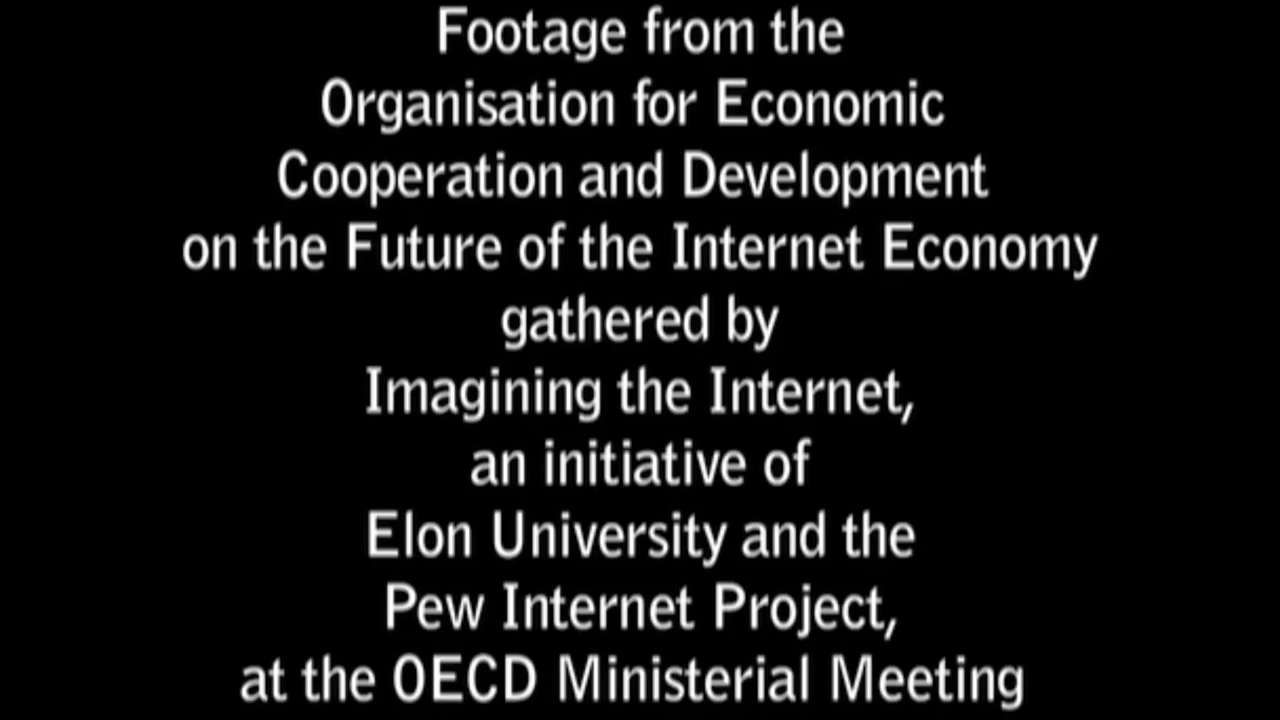 Footage from the
Organisation for Economic
Cooperation and Development
on the Future of the Internet Economy
gathered by
Imagining the Internet,
an initiative of
Elon University and the
Pew Internet Project,
at the OECD Ministerial Meeting